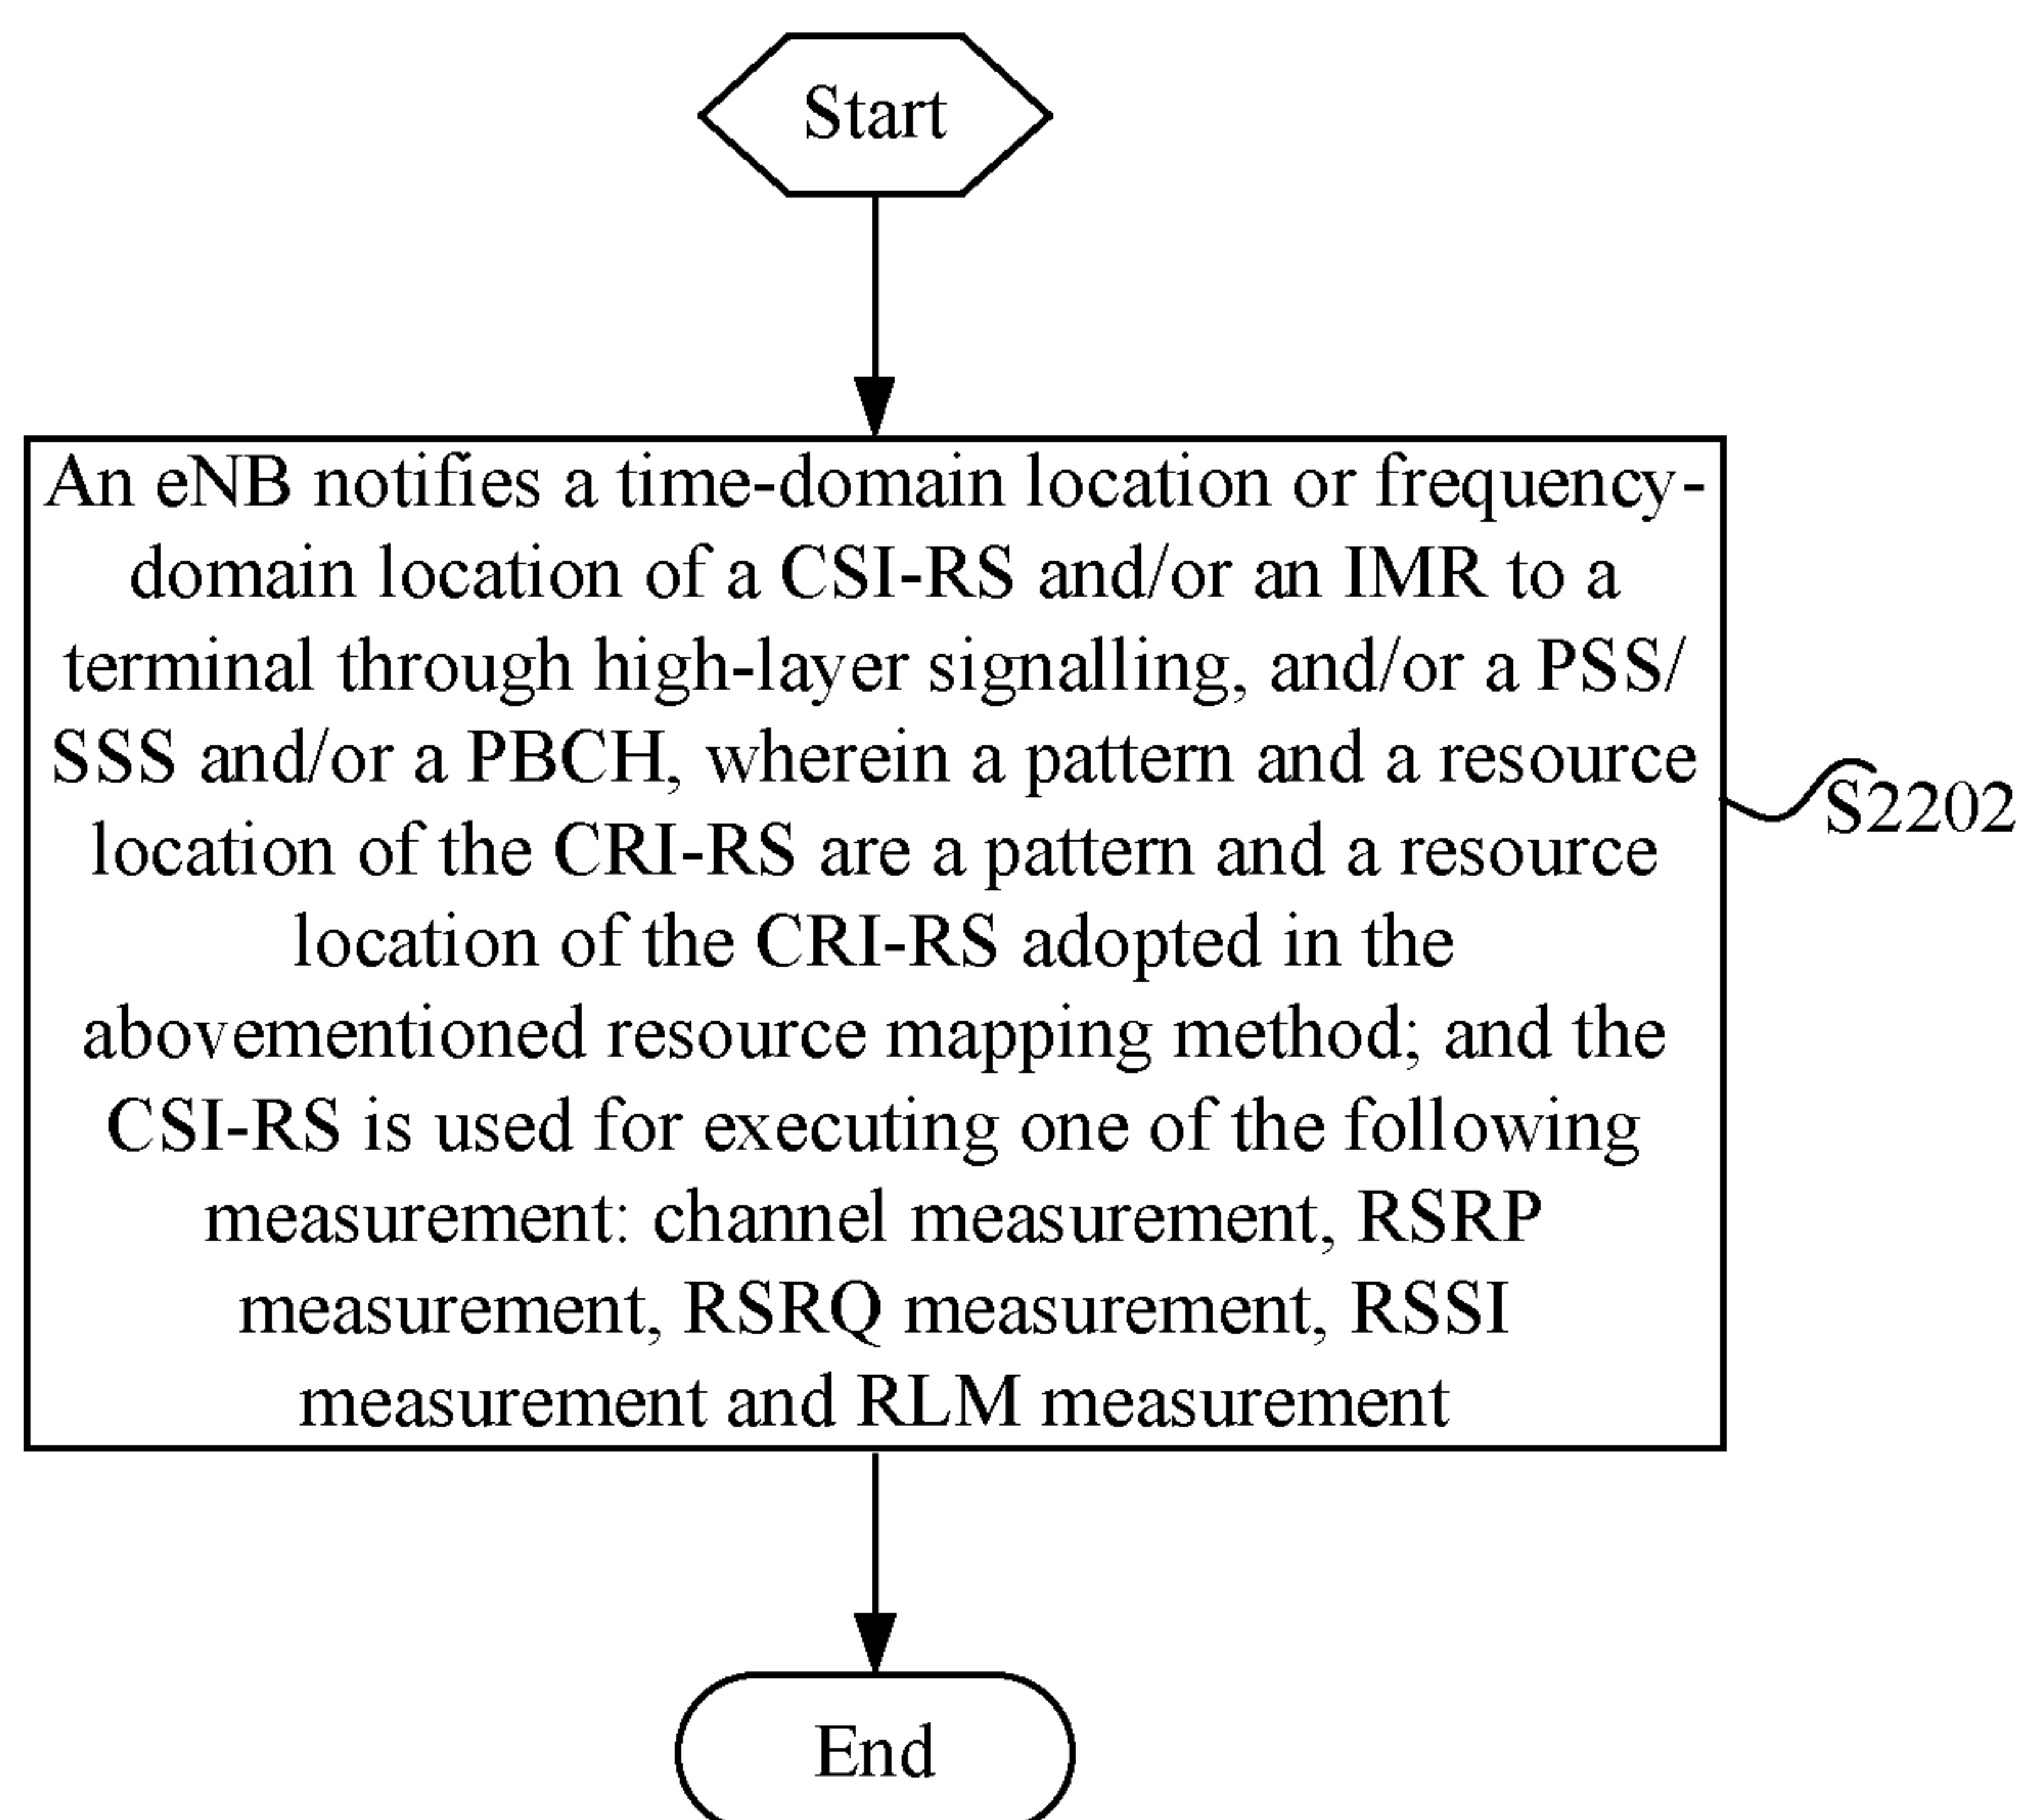 Start
An eNB notifies a time-domain location or frequency-
domain location of a CSI-RS and/or an IMR to a
terminal through high-layer signalling, and/or a PSS/
SSS and/or a PBCH, wherein a pattern and a resource
location of the CRI-RS are a pattern and a resource
location of the CRI-RS adopted in the
abovementioned resource mapping method; and the
CSI-RS is used for executing one of the following
measurement: channel measurement, RSRP
measurement, RSRQ measurement, RSSI
measurement and RLM measurement
S2202
End